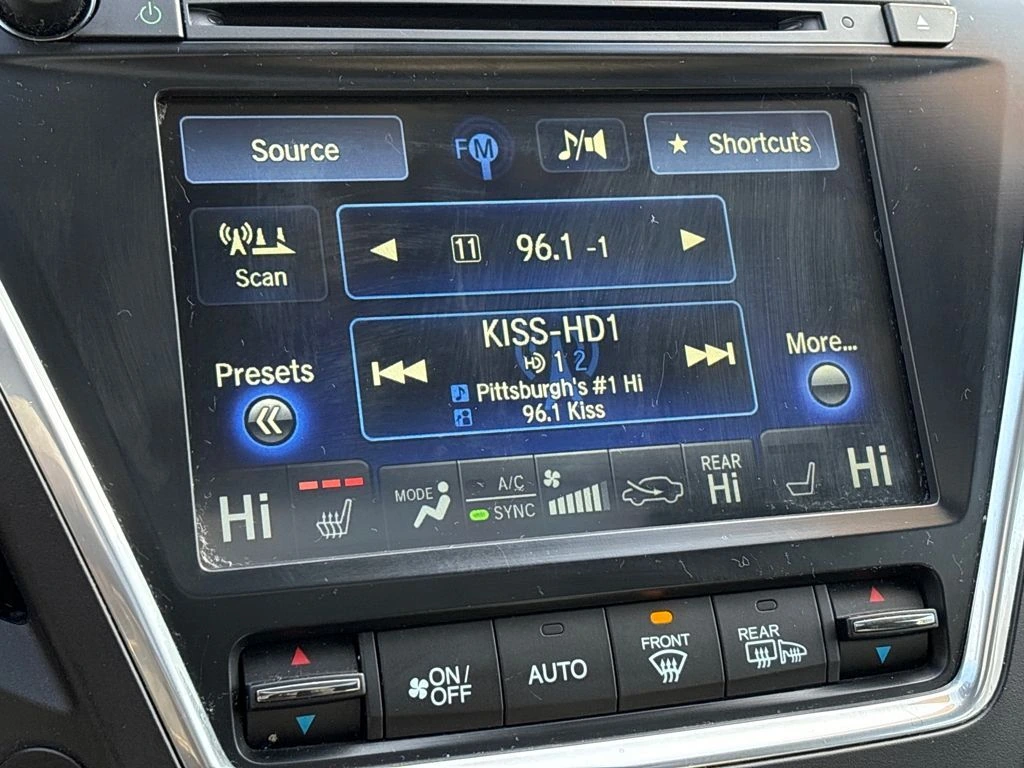 Source
FM
Shortcuts
Scan
11 96.1 -1
KISS-HD1
HD 1 2
Pittsburgh's #1 Hi
96.1 Kiss
Presets
More...
Hi
MODE
A/C
SYNC
REAR
Hi
Hi
ON/
OFF
AUTO
FRONT
REAR